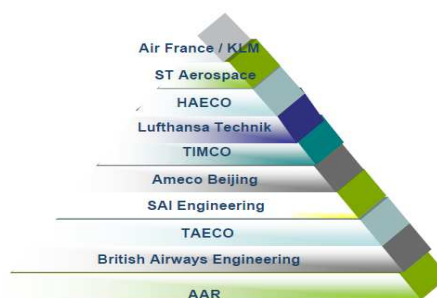 Air France / KLM
ST Aerospace
HAECO
Lufthansa Technik
TIMCO
Ameco Beijing
SAI Engineering
TAECO
British Airways Engineering
AAR